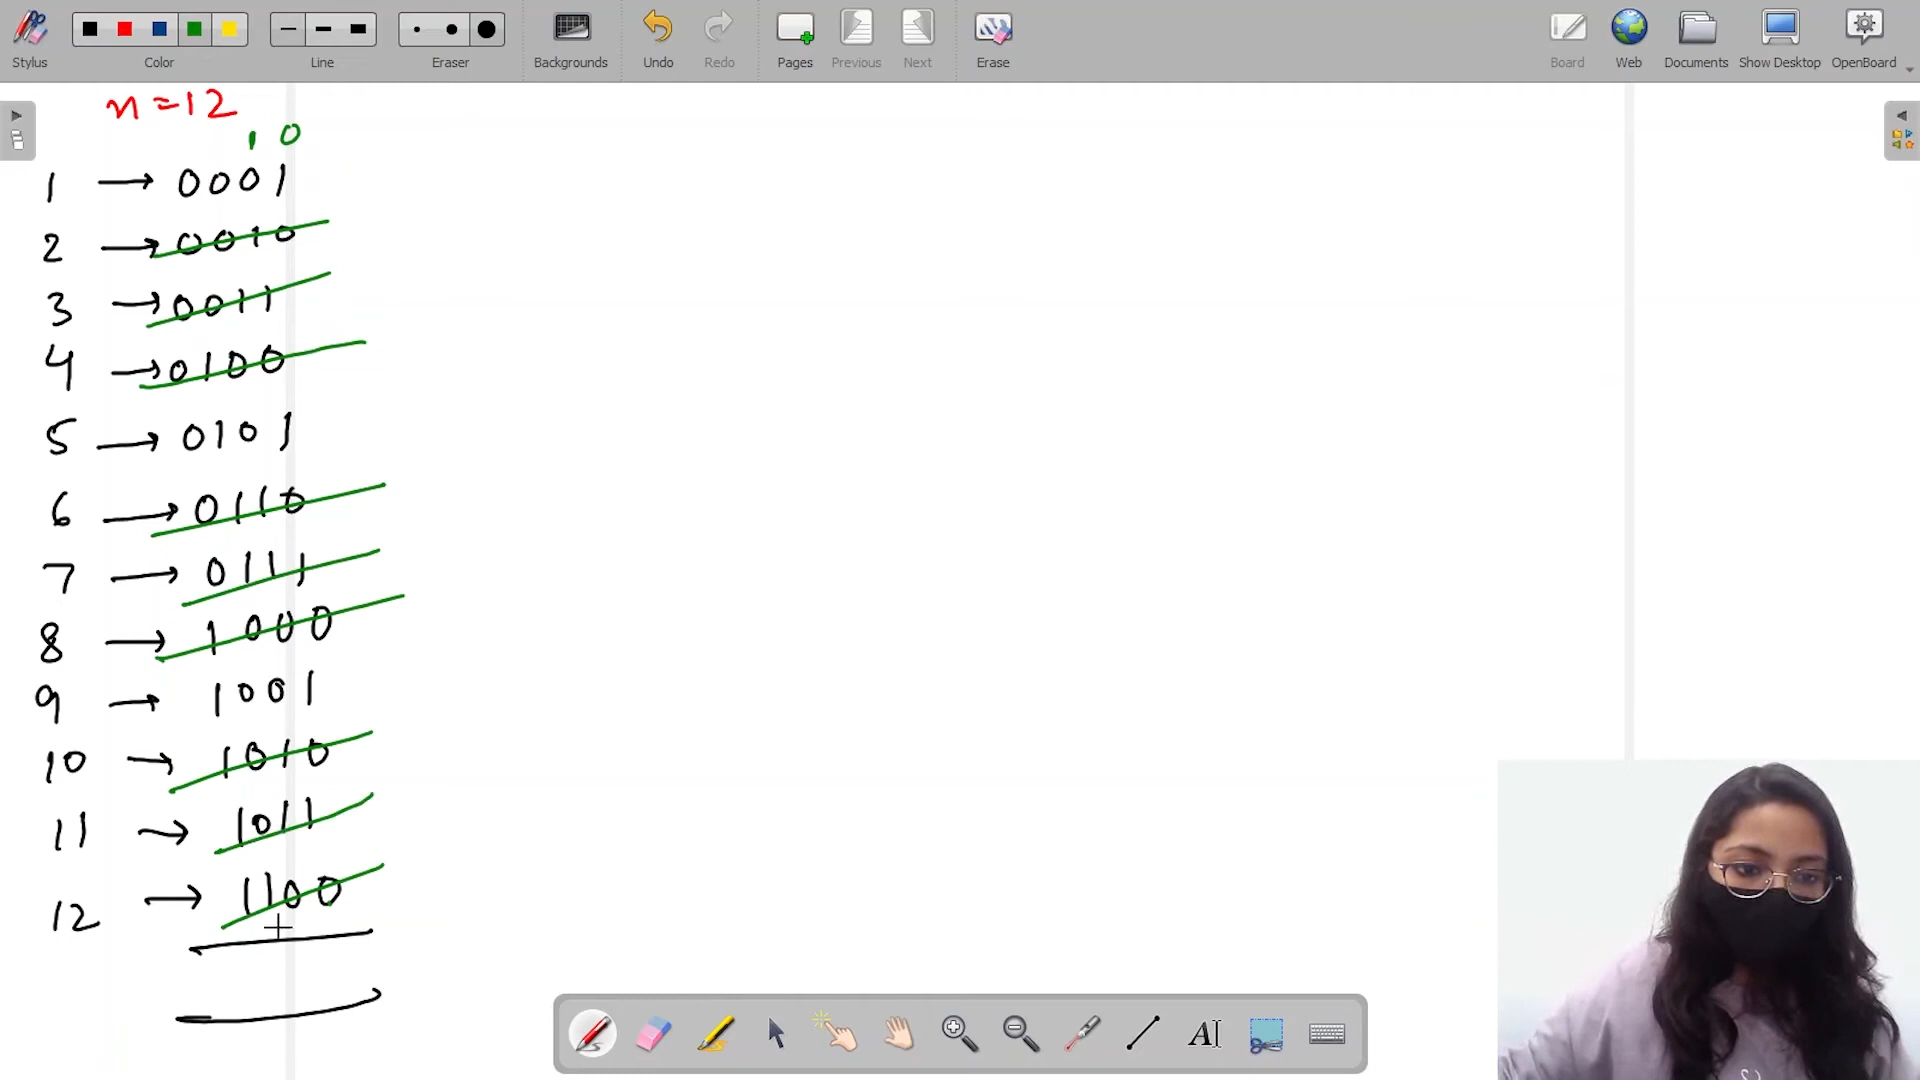 Stylus
Color
Line
Eraser
Backgrounds
Undo
Redo
Pages
Previous
Next
Erase
Board
Web
Documents
Show Desktop
OpenBoard
n=12
1 0
1 → 0001
2 → 0010
3 → 0011
4 → 0100
5 → 0101
6 → 0110
7 → 0111
8 → 1000
9 → 1001
10 → 1010
11 → 1011
12 → 1100
AI